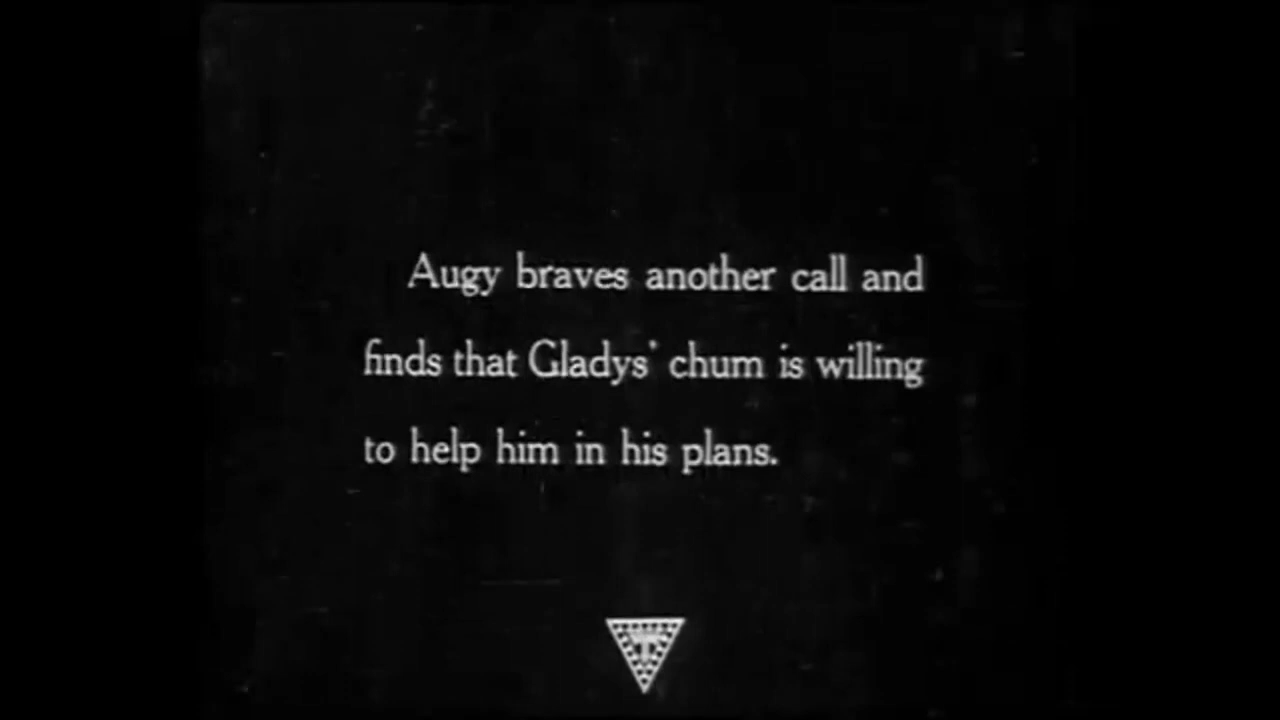 Augy braves another call and
finds that Gladys' chum is willing
to help him in his plans.
T